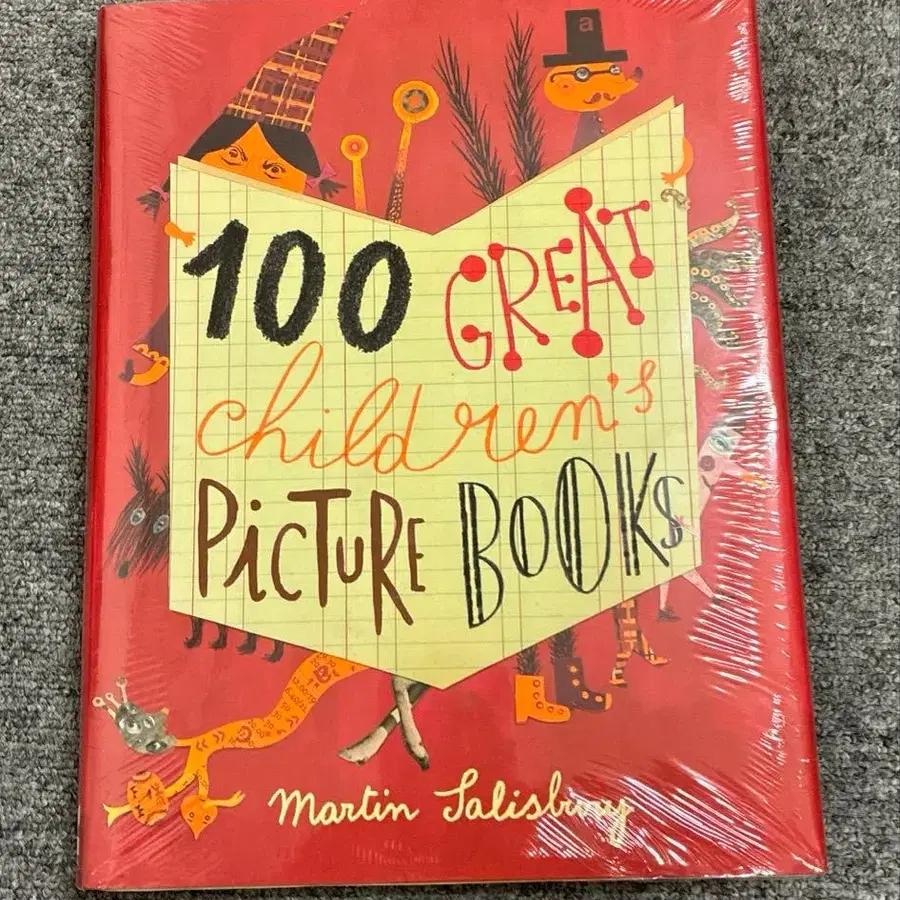 a
100 GREAT
children's
PiCTURE BOOKS
Martin Salisbury